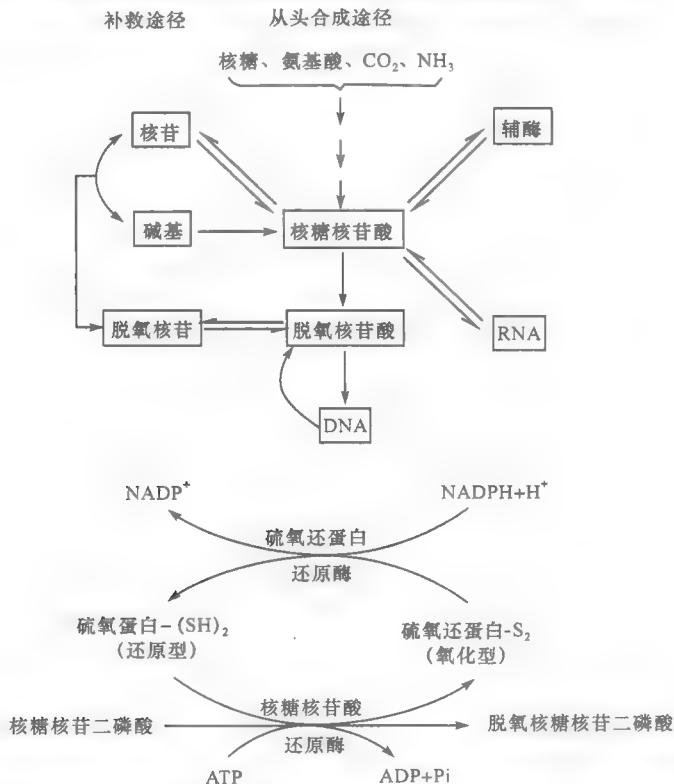 补救途径 从头合成途径
核糖、氨基酸、CO₂、NH₃
核苷 辅酶
碱基 核糖核苷酸
脱氧核苷 脱氧核苷酸 RNA
DNA
NADP⁺ NADPH+H⁺
硫氧还蛋白
还原酶
硫氧蛋白-(SH)₂ 硫氧还蛋白-S₂
(还原型) (氧化型)
核糖核苷酸
核糖核苷二磷酸 脱氧核糖核苷二磷酸
还原酶
ATP ADP+Pi